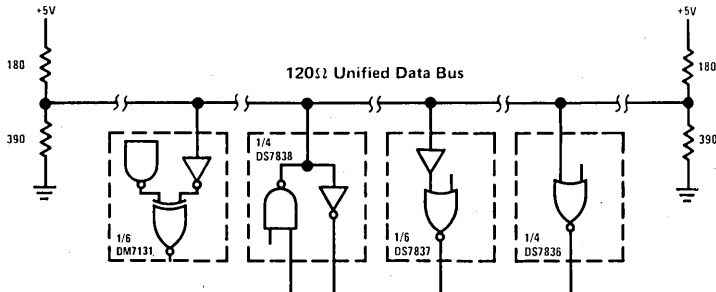 +5V
+5V
180
180
120Ω Unified Data Bus
390
390
1/4
DS7838
1/6
DM7131
1/6
DS7837
1/4
DS7836